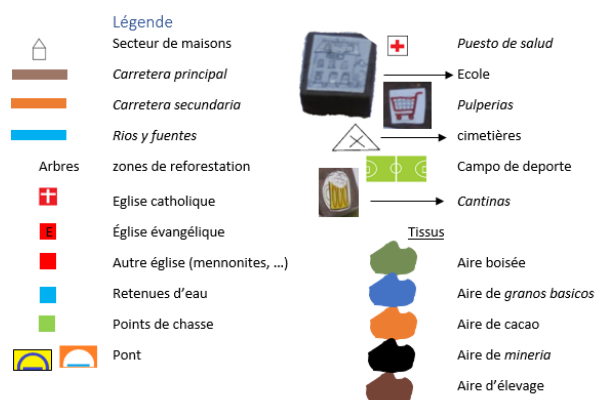 Légende
Secteur de maisons
Carretera principal
Carretera secundaria
Rios y fuentes
Arbres zones de reforestation
Eglise catholique
E Église évangélique
Autre église (mennonites, …)
Retenues d’eau
Points de chasse
Pont
Puesto de salud
Ecole
Pulperias
cimetières
Campo de deporte
Cantinas
Tissus
Aire boisée
Aire de granos basicos
Aire de cacao
Aire de mineria
Aire d’élevage